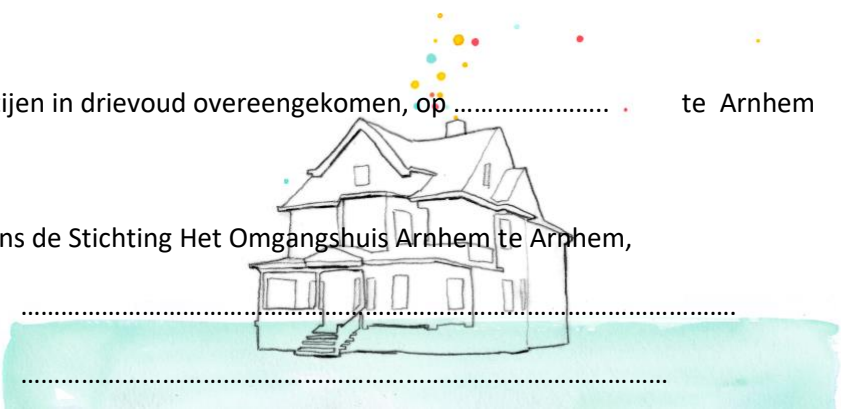 ijen in drievoud overeengekomen, op ………………….. te Arnhem
ns de Stichting Het Omgangshuis Arnhem te Arnhem,
……………………………………………………………………………………………….
………………………………………………………………………………………